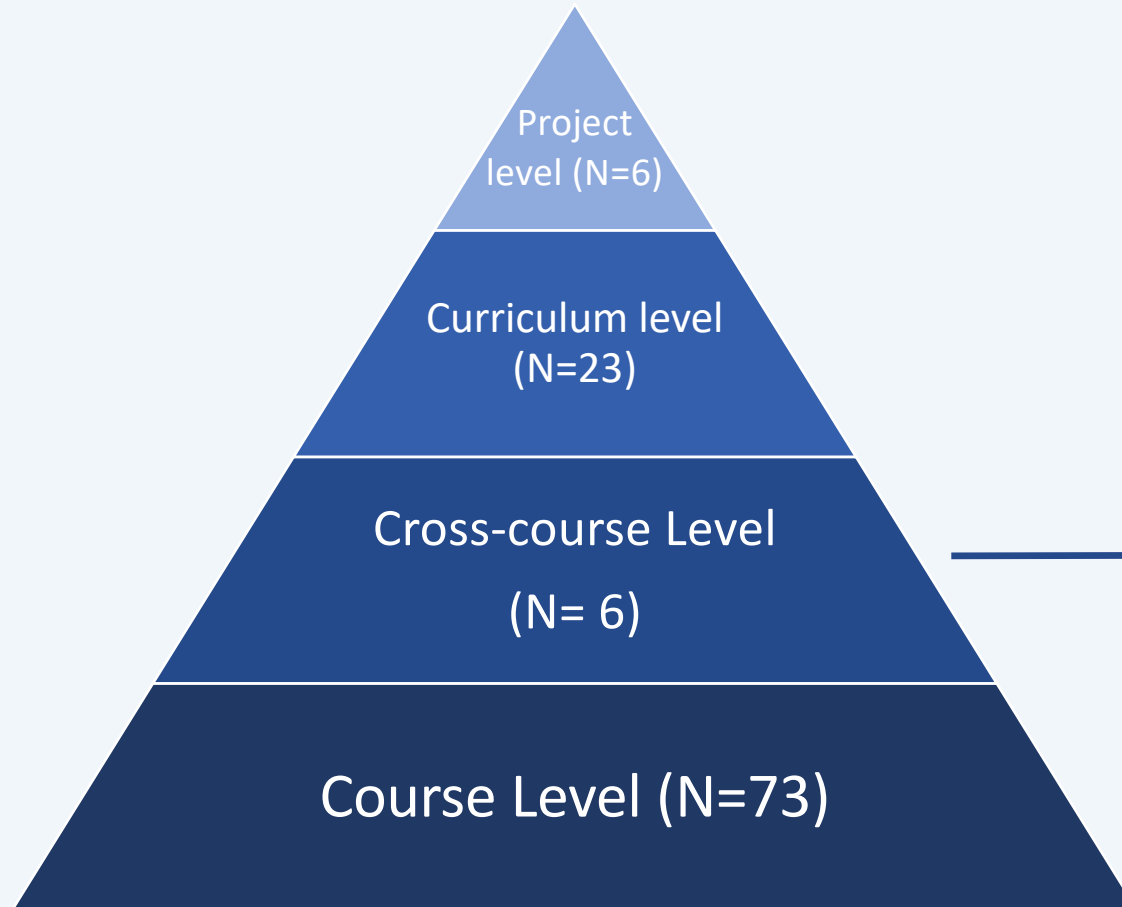 Project
level (N=6)
Curriculum level
(N=23)
Cross-course Level
(N= 6)
Course Level (N=73)